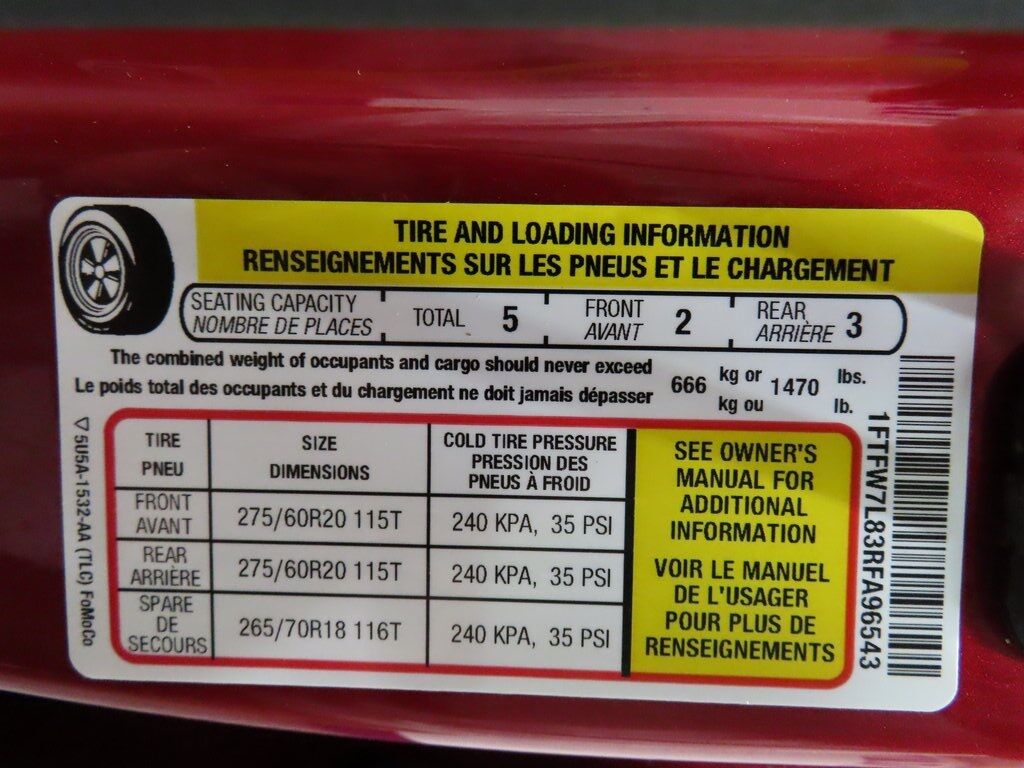 TIRE AND LOADING INFORMATION
RENSEIGNEMENTS SUR LES PNEUS ET LE CHARGEMENT
SEATING CAPACITY
NOMBRE DE PLACES
TOTAL 5
FRONT
AVANT
2
REAR
ARRIÈRE
3
The combined weight of occupants and cargo should never exceed
Le poids total des occupants et du chargement ne doit jamais dépasser
666
kg or
kg ou
1470
lbs.
lb.
TIRE
PNEU
SIZE
DIMENSIONS
COLD TIRE PRESSURE
PRESSION DES
PNEUS À FROID
FRONT
AVANT
275/60R20 115T
240 KPA, 35 PSI
REAR
ARRIÈRE
275/60R20 115T
240 KPA, 35 PSI
SPARE
DE
SECOURS
265/70R18 116T
240 KPA, 35 PSI
SEE OWNER'S
MANUAL FOR
ADDITIONAL
INFORMATION
VOIR LE MANUEL
DE L'USAGER
POUR PLUS DE
RENSEIGNEMENTS
5U5A-1532-AA (TLC) FoMoCo
1FTFW7L83RFA96543